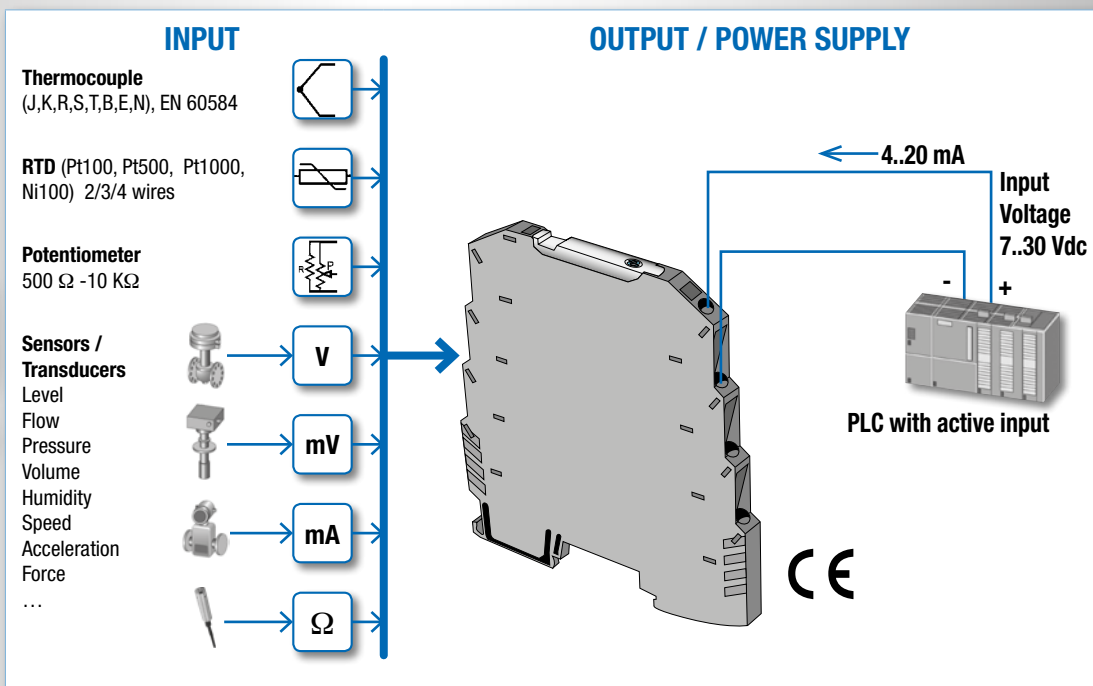 INPUT
OUTPUT / POWER SUPPLY
Thermocouple
(J,K,R,S,T,B,E,N), EN 60584
RTD (Pt100, Pt500, Pt1000,
Ni100) 2/3/4 wires
Potentiometer
500 Ω -10 KΩ
R
P
Sensors /
Transducers
Level
Flow
Pressure
Volume
Humidity
Speed
Acceleration
Force
…
V
mV
mA
Ω
4..20 mA
Input
Voltage
7..30 Vdc
- +
PLC with active input
CE